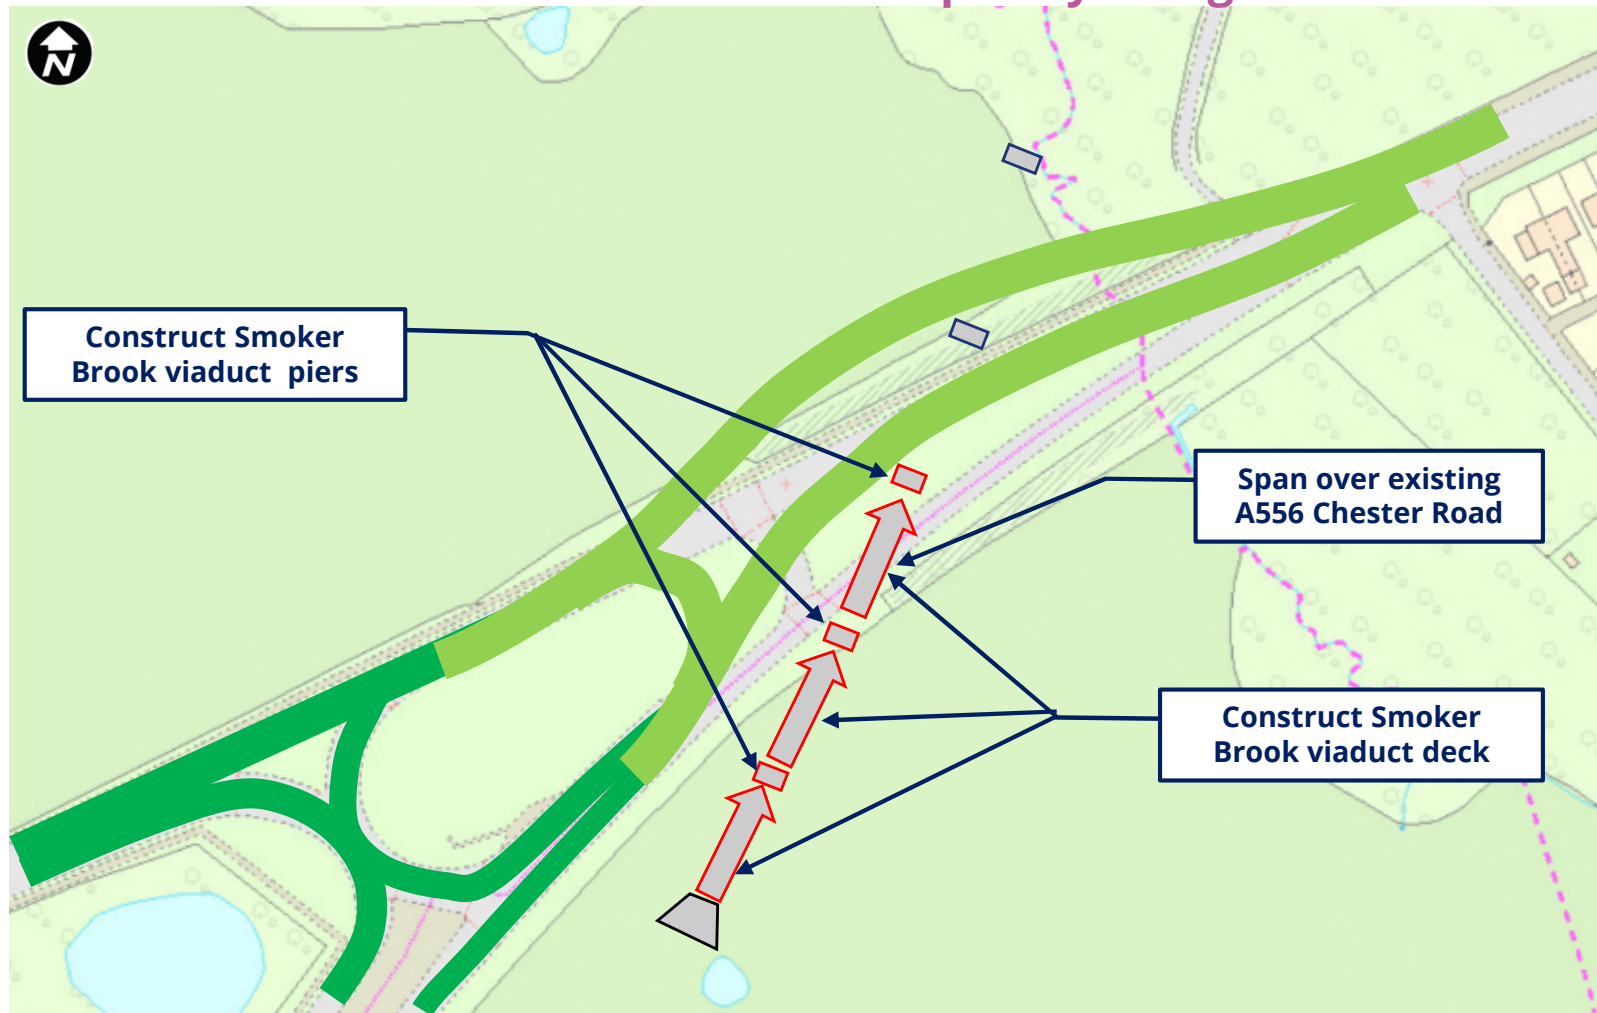 N
Construct Smoker
Brook viaduct piers
Span over existing
A556 Chester Road
Construct Smoker
Brook viaduct deck